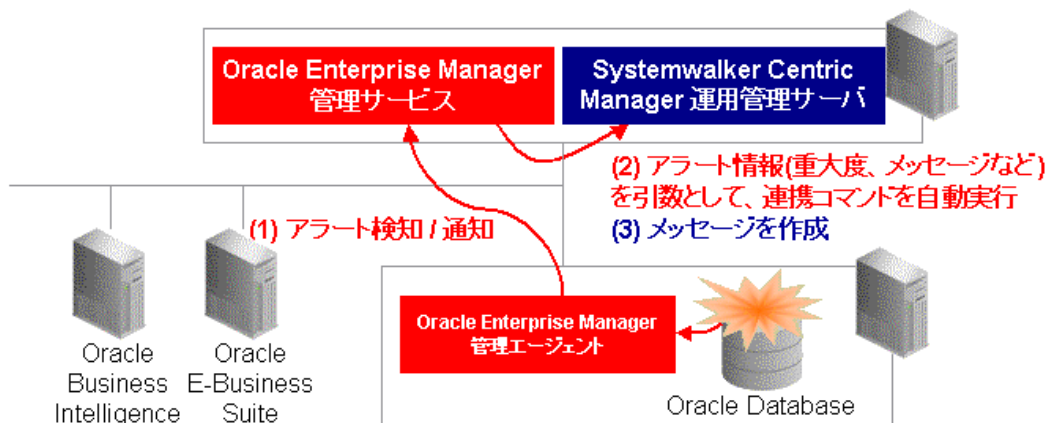 Oracle Enterprise Manager
管理サービス
Systemwalker Centric
Manager 運用管理サーバ
(2) アラート情報(重大度、メッセージなど)
を引数として、連携コマンドを自動実行
(3) メッセージを作成
(1) アラート検知 / 通知
Oracle Enterprise Manager
管理エージェント
Oracle Database
Oracle
Business
Intelligence
Oracle
E-Business
Suite